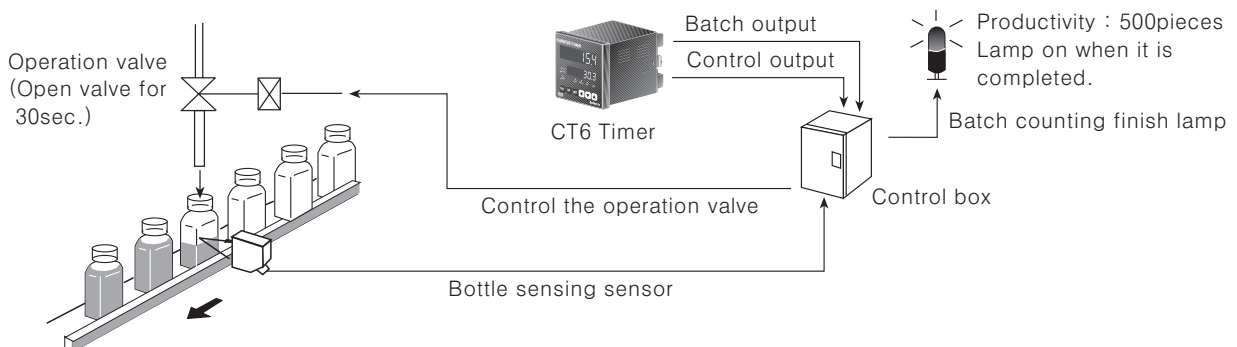 Operation valve
(Open valve for
30sec.)
Batch output
Control output
CT6 Timer
Productivity : 500pieces
Lamp on when it is
completed.
Batch counting finish lamp
Control box
Control the operation valve
Bottle sensing sensor